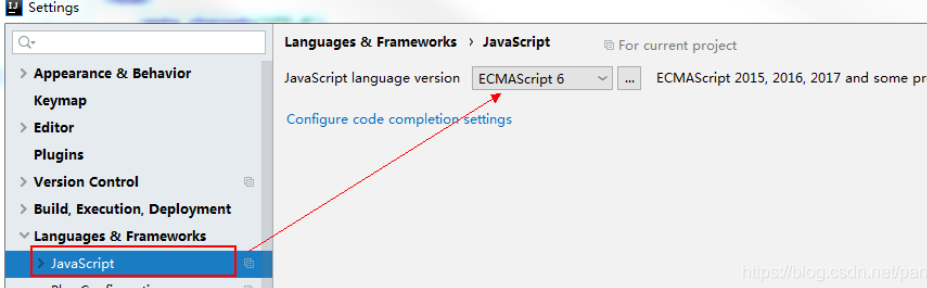 IJ Settings
Languages & Frameworks › JavaScript For current project
Appearance & Behavior
JavaScript language version ECMAScript 6 ... ECMAScript 2015, 2016, 2017 and some pr
Keymap
Configure code completion settings
Editor
Plugins
Version Control
Build, Execution, Deployment
Languages & Frameworks
JavaScript
https://blog.csdn.net/pan